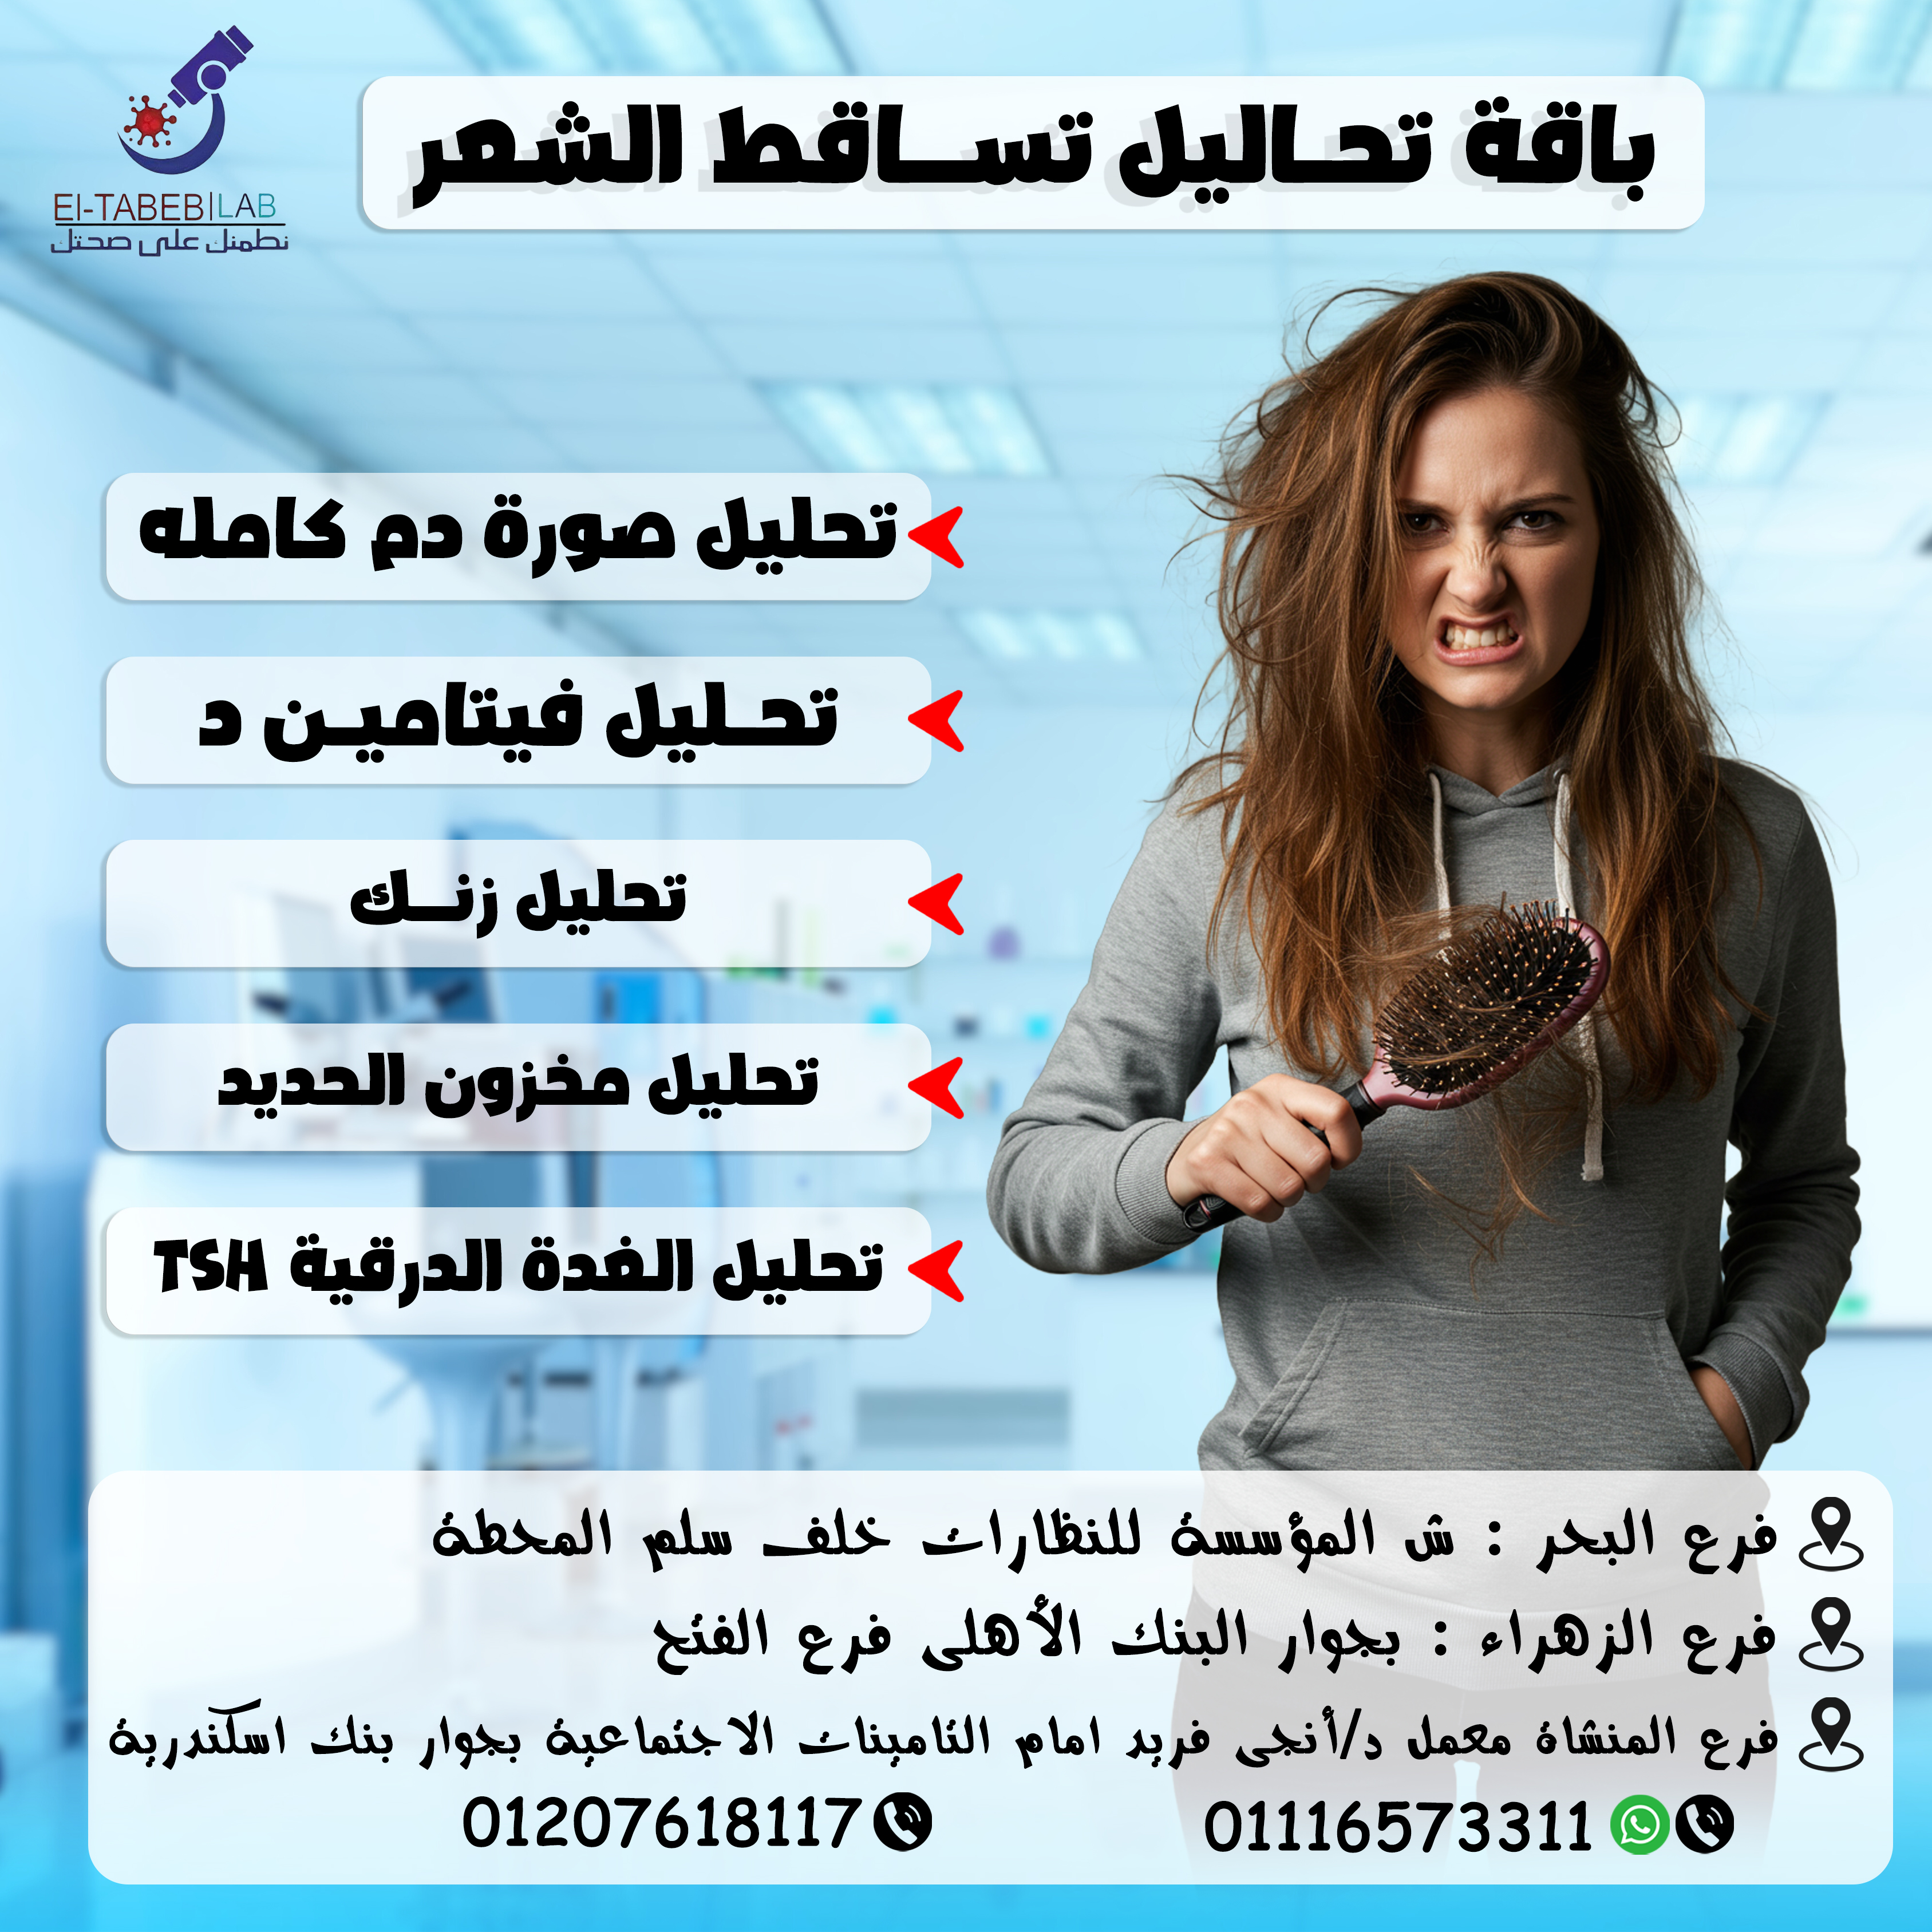 El-TABEB|LAB
نطمنك على صحتك
باقة تحاليل تساقط الشعر
تحليل صورة دم كامله
تحليل فيتامين د
تحليل زنك
تحليل مخزون الحديد
تحليل الغدة الدرقية TSH
فرع البحر : ش المؤسسة للنظارات خلف سلم المحطة
فرع الزهراء : بجوار البنك الأهلى فرع الفتح
فرع المنشاة معمل د/أنجى فريد امام التامينات الاجتماعية بجوار بنك اسكندرية
01116573311
01207618117